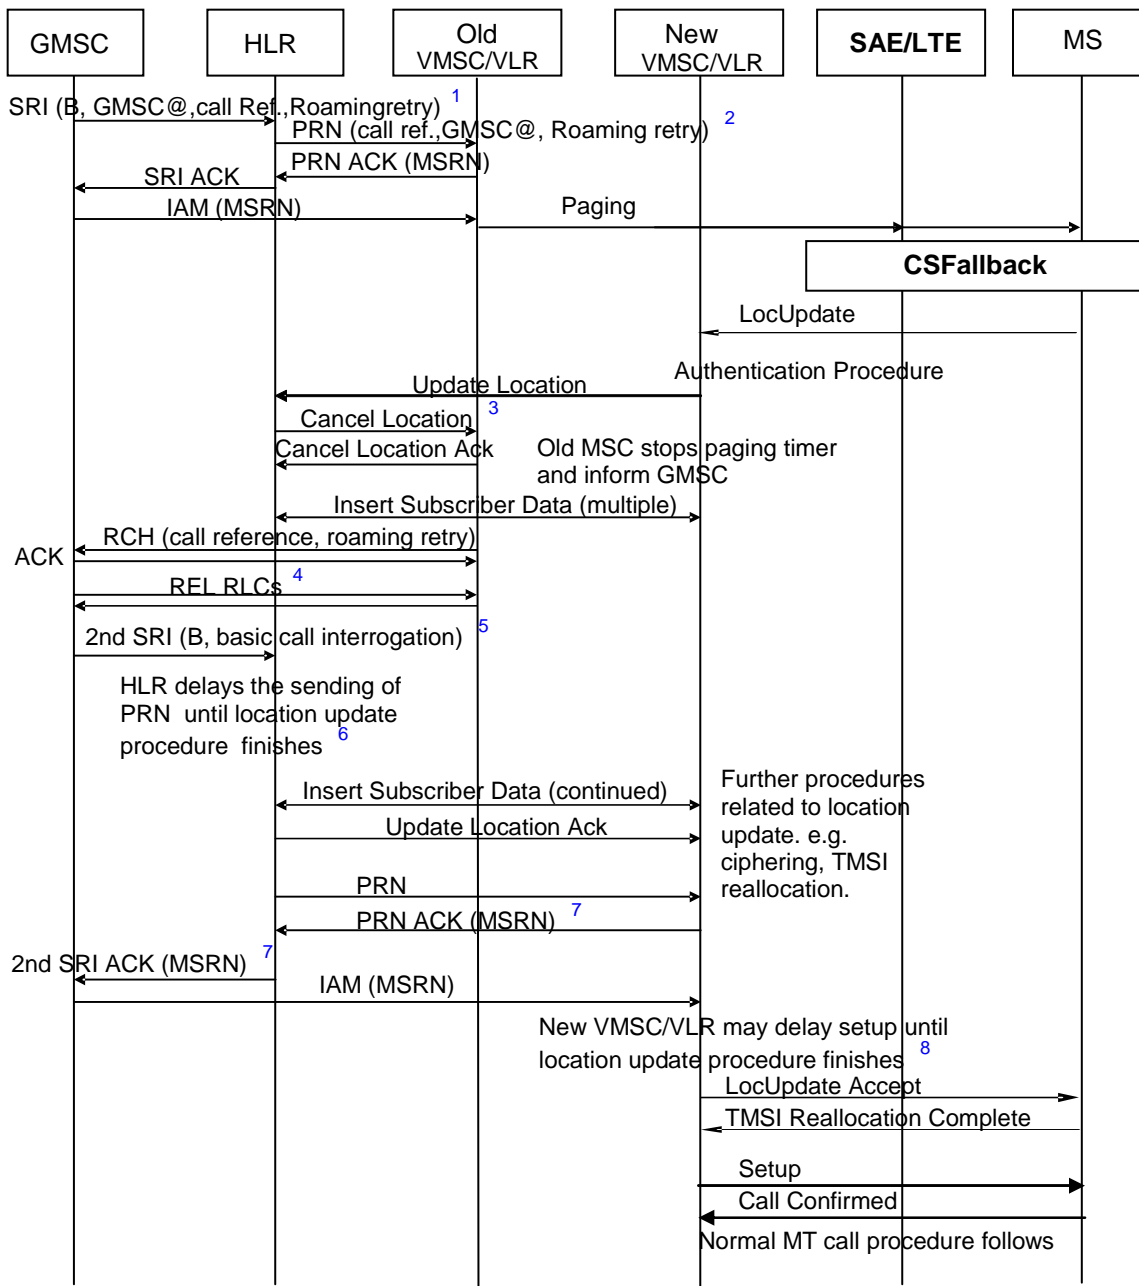 GMSC
HLR
Old
VMSC/VLR
New
VMSC/VLR
SAE/LTE
MS
SRI (B, GMSC@,call Ref.,Roamingretry) 1
PRN (call ref.,GMSC@, Roaming retry) 2
PRN ACK (MSRN)
SRI ACK
IAM (MSRN)
Paging
CSFallback
LocUpdate
Authentication Procedure
Update Location
Cancel Location 3
Cancel Location Ack
Old MSC stops paging timer
and inform GMSC
Insert Subscriber Data (multiple)
RCH (call reference, roaming retry)
ACK
REL RLCs 4
2nd SRI (B, basic call interrogation) 5
HLR delays the sending of
PRN until location update
procedure finishes 6
Insert Subscriber Data (continued)
Update Location Ack
Further procedures
related to location
update. e.g.
ciphering, TMSI
reallocation.
PRN
PRN ACK (MSRN) 7
2nd SRI ACK (MSRN) 7
IAM (MSRN)
New VMSC/VLR may delay setup until
location update procedure finishes 8
LocUpdate Accept
TMSI Reallocation Complete
Setup
Call Confirmed
Normal MT call procedure follows